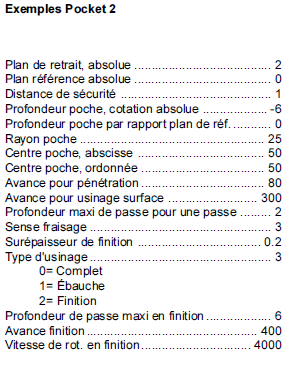 Exemples Pocket 2
Plan de retrait, absolue ........................................ 2
Plan référence absolue ........................................ 0
Distance de sécurité ............................................ 1
Profondeur poche, cotation absolue ................... -6
Profondeur poche par rapport plan de réf. ........... 0
Rayon poche .................................................... 25
Centre poche, abscisse ..................................... 50
Centre poche, ordonnée .................................... 50
Avance pour pénétration .................................... 80
Avance pour usinage surface ........................... 300
Profondeur maxi de passe pour une passe ......... 2
Sense fraisage .................................................... 3
Surépaisseur de finition ..................................... 0.2
Type d'usinage .................................................... 3
0= Complet
1= Ébauche
2= Finition
Profondeur de passe maxi en finition ................... 6
Avance finition ................................................. 400
Vitesse de rot. en finition ................................. 4000